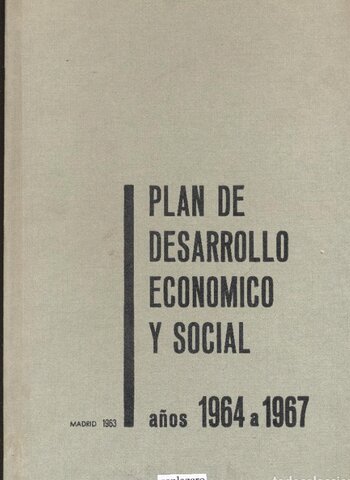 PLAN DE
DESARROLLO
ECONOMICO
Y SOCIAL
MADRID 1963
años 1964 a 1967